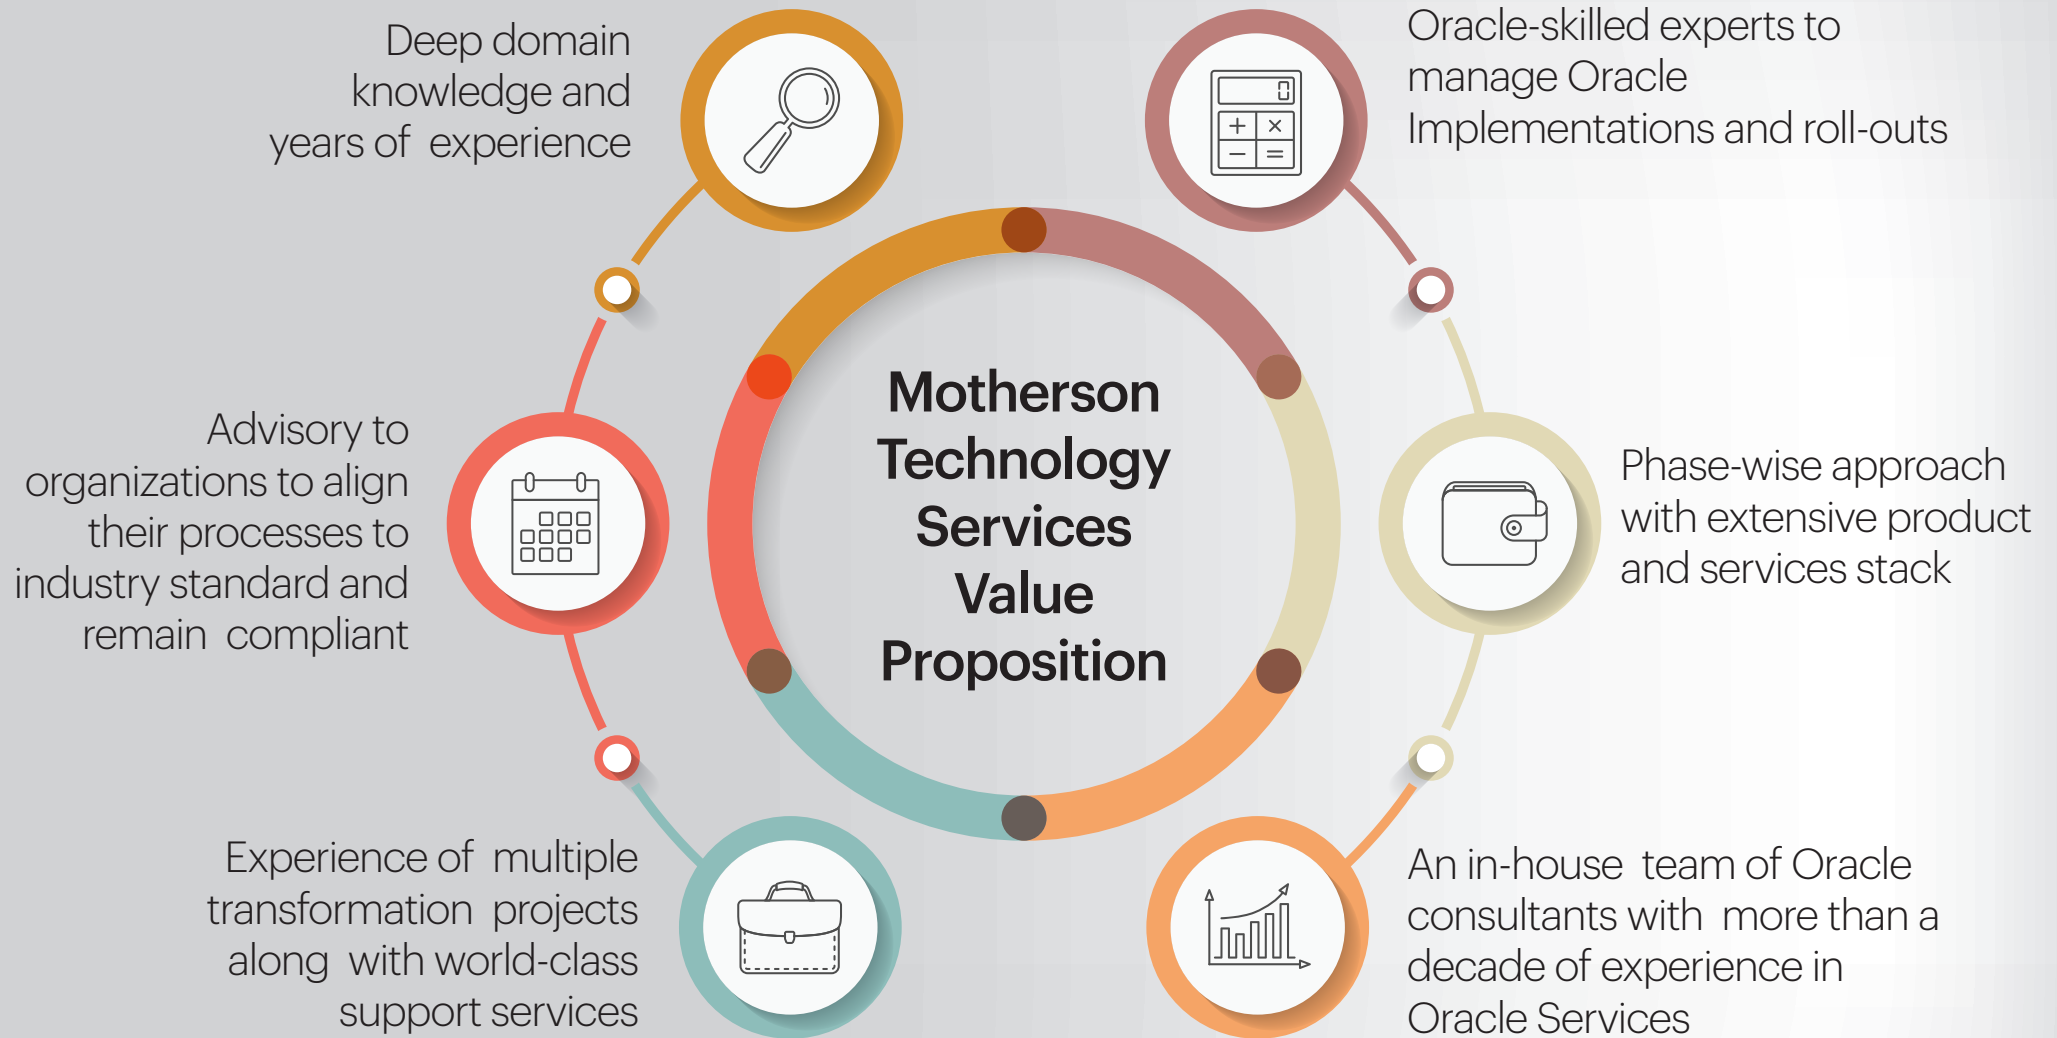 Deep domain
knowledge and
years of experience
Oracle-skilled experts to
manage Oracle
Implementations and roll-outs
Motherson
Technology
Services
Value
Proposition
Advisory to
organizations to align
their processes to
industry standard and
remain compliant
Phase-wise approach
with extensive product
and services stack
Experience of multiple
transformation projects
along with world-class
support services
An in-house team of Oracle
consultants with more than a
decade of experience in
Oracle Services
0
+ ×
− =